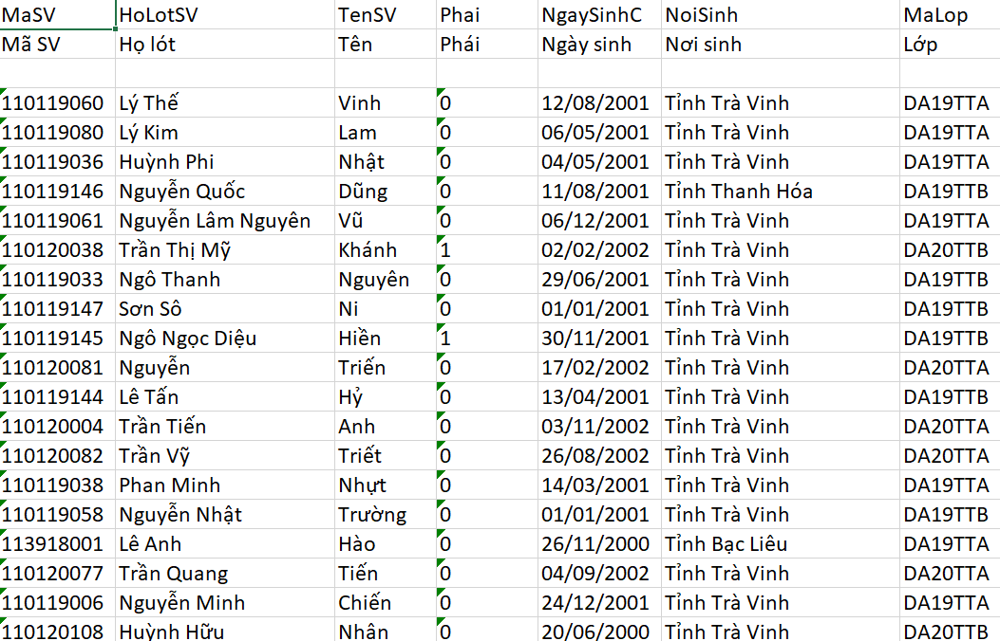 MaSV HoLotSV TenSV Phai NgaySinhC NoiSinh MaLop
Mã SV Họ lót Tên Phái Ngày sinh Nơi sinh Lớp
110119060 Lý Thế Vinh 0 12/08/2001 Tỉnh Trà Vinh DA19TTA
110119080 Lý Kim Lam 0 06/05/2001 Tỉnh Trà Vinh DA19TTA
110119036 Huỳnh Phi Nhật 0 04/05/2001 Tỉnh Trà Vinh DA19TTA
110119146 Nguyễn Quốc Dũng 0 11/08/2001 Tỉnh Thanh Hóa DA19TTB
110119061 Nguyễn Lâm Nguyên Vũ 0 06/12/2001 Tỉnh Trà Vinh DA19TTA
110120038 Trần Thị Mỹ Khánh 1 02/02/2002 Tỉnh Trà Vinh DA20TTB
110119033 Ngô Thanh Nguyên 0 29/06/2001 Tỉnh Trà Vinh DA19TTB
110119147 Sơn Sô Ni 0 01/01/2001 Tỉnh Trà Vinh DA19TTB
110119145 Ngô Ngọc Diệu Hiền 1 30/11/2001 Tỉnh Trà Vinh DA19TTB
110120081 Nguyễn Triến 0 17/02/2002 Tỉnh Trà Vinh DA20TTA
110119144 Lê Tấn Hỷ 0 13/04/2001 Tỉnh Trà Vinh DA19TTB
110120004 Trần Tiến Anh 0 03/11/2002 Tỉnh Trà Vinh DA20TTA
110120082 Trần Vỹ Triết 0 26/08/2002 Tỉnh Trà Vinh DA20TTA
110119038 Phan Minh Nhựt 0 14/03/2001 Tỉnh Trà Vinh DA19TTA
110119058 Nguyễn Nhật Trường 0 01/01/2001 Tỉnh Trà Vinh DA19TTB
113918001 Lê Anh Hào 0 26/11/2000 Tỉnh Bạc Liêu DA19TTA
110120077 Trần Quang Tiến 0 04/09/2002 Tỉnh Trà Vinh DA20TTA
110119006 Nguyễn Minh Chiến 0 24/12/2001 Tỉnh Trà Vinh DA19TTA
110120108 Huỳnh Hữu Nhân 0 20/06/2000 Tỉnh Trà Vinh DA20TTB